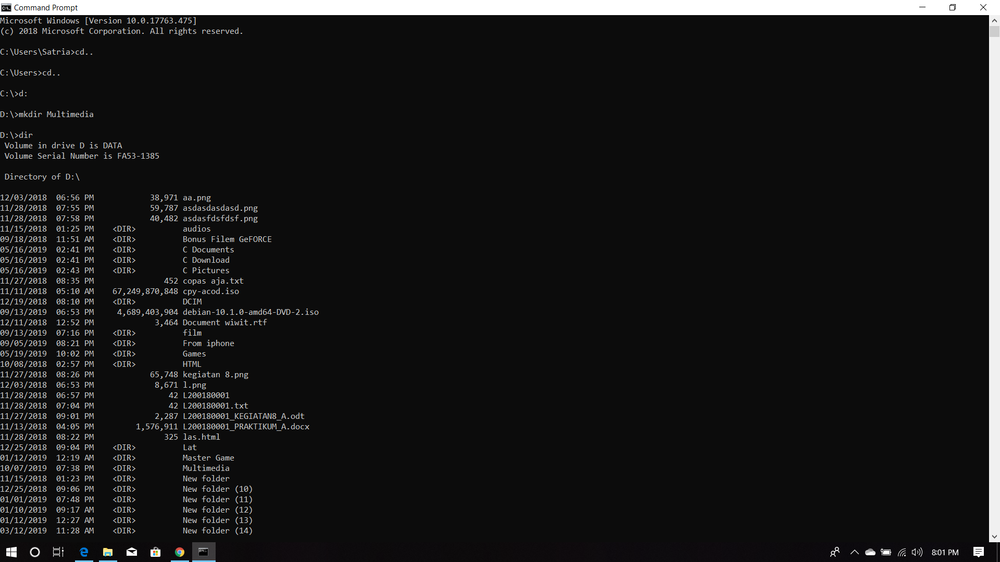 Command Prompt
Microsoft Windows [Version 10.0.17763.475]
(c) 2018 Microsoft Corporation. All rights reserved.
C:\Users\Satria>cd..
C:\Users>cd..
C:\>d:
D:\>mkdir Multimedia
D:\>dir
 Volume in drive D is DATA
 Volume Serial Number is FA53-1385
 Directory of D:\
12/03/2018  06:56 PM            38,971 aa.png
11/28/2018  07:55 PM            59,787 asdasdasdasd.png
11/28/2018  07:58 PM            40,482 asdasfdsfdsf.png
11/15/2018  01:25 PM    <DIR>          audios
09/18/2018  11:51 AM    <DIR>          Bonus Filem GeFORCE
05/16/2019  02:41 PM    <DIR>          C Documents
05/16/2019  02:41 PM    <DIR>          C Download
05/16/2019  02:43 PM    <DIR>          C Pictures
11/27/2018  08:35 PM               452 copas aja.txt
11/11/2018  05:10 AM    67,249,870,848 cpy-acod.iso
12/19/2018  08:10 PM    <DIR>          DCIM
09/13/2019  06:53 PM     4,689,403,904 debian-10.1.0-amd64-DVD-2.iso
12/11/2018  12:52 PM             3,464 Document wiwit.rtf
09/13/2019  07:16 PM    <DIR>          film
09/05/2019  08:21 PM    <DIR>          From iphone
05/19/2019  10:02 PM    <DIR>          Games
10/08/2018  02:57 PM    <DIR>          HTML
11/27/2018  08:26 PM            65,748 kegiatan 8.png
12/03/2018  06:53 PM             8,671 l.png
11/28/2018  06:57 PM                42 L200180001
11/28/2018  07:04 PM                42 L200180001.txt
11/27/2018  09:01 PM             2,287 L200180001_KEGIATAN8_A.odt
11/13/2018  04:05 PM         1,576,911 L200180001_PRAKTIKUM_A.docx
11/28/2018  08:22 PM               325 las.html
12/25/2018  09:04 PM    <DIR>          Lat
01/12/2019  12:19 AM    <DIR>          Master Game
10/07/2019  07:38 PM    <DIR>          Multimedia
11/15/2018  01:23 PM    <DIR>          New folder
12/25/2018  09:06 PM    <DIR>          New folder (10)
01/01/2019  07:48 PM    <DIR>          New folder (11)
01/10/2019  09:17 AM    <DIR>          New folder (12)
01/12/2019  12:27 AM    <DIR>          New folder (13)
03/12/2019  11:28 AM    <DIR>          New folder (14)
8:01 PM